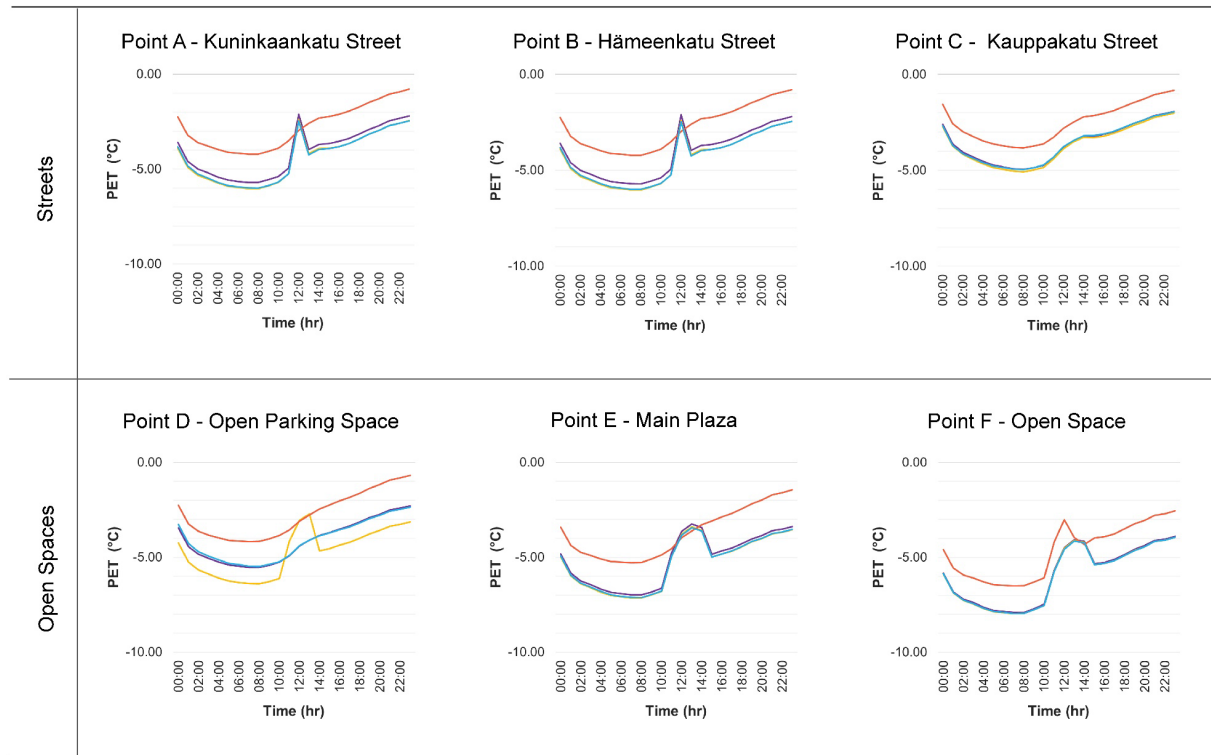 Streets
Point A - Kuninkaankatu Street
0.00
-5.00
-10.00
PET (°C)
00:00 02:00 04:00 06:00 08:00 10:00 12:00 14:00 16:00 18:00 20:00 22:00
Time (hr)
Point B - Hämeenkatu Street
0.00
-5.00
-10.00
PET (°C)
00:00 02:00 04:00 06:00 08:00 10:00 12:00 14:00 16:00 18:00 20:00 22:00
Time (hr)
Point C - Kauppakatu Street
0.00
-5.00
-10.00
PET (°C)
00:00 02:00 04:00 06:00 08:00 10:00 12:00 14:00 16:00 18:00 20:00 22:00
Time (hr)
Open Spaces
Point D - Open Parking Space
0.00
-5.00
-10.00
PET (°C)
00:00 02:00 04:00 06:00 08:00 10:00 12:00 14:00 16:00 18:00 20:00 22:00
Time (hr)
Point E - Main Plaza
0.00
-5.00
-10.00
PET (°C)
00:00 02:00 04:00 06:00 08:00 10:00 12:00 14:00 16:00 18:00 20:00 22:00
Time (hr)
Point F - Open Space
0.00
-5.00
-10.00
PET (°C)
00:00 02:00 04:00 06:00 08:00 10:00 12:00 14:00 16:00 18:00 20:00 22:00
Time (hr)